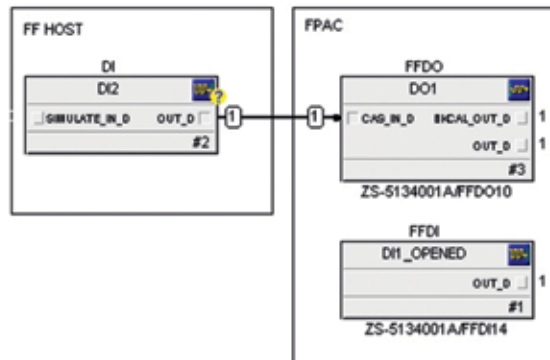 FF HOST
DI
DI2
SIMULATE_IN_D OUT_D
#2
1
1
FPAC
FFDO
DO1
CAS_IN_D BKCAL_OUT_D 1
OUT_D 1
#3
ZS-5134001A/FFDO10
FFDI
DI1_OPENED
OUT_D 1
#1
ZS-5134001A/FFDI14